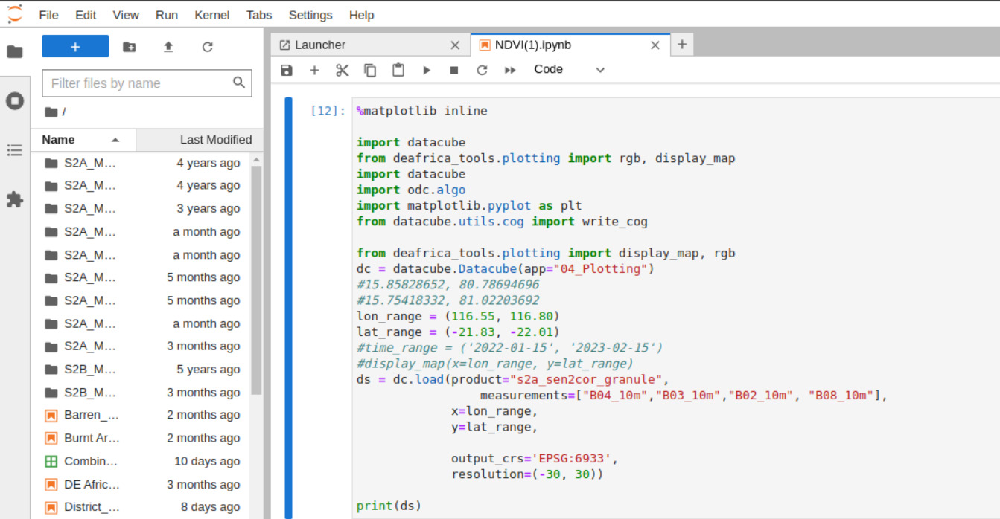 File Edit View Run Kernel Tabs Settings Help
Launcher
NDVI(1).ipynb
Code
Filter files by name
/
Name Last Modified
S2A_M... 4 years ago
S2A_M... 4 years ago
S2A_M... 3 years ago
S2A_M... a month ago
S2A_M... a month ago
S2A_M... 5 months ago
S2A_M... 5 months ago
S2A_M... a month ago
S2A_M... 3 months ago
S2B_M... 5 years ago
S2B_M... 3 months ago
Barren_... 2 months ago
Burnt Ar... 2 months ago
Combin... 10 days ago
DE Afric... 3 months ago
District_... 8 days ago
[12]: %matplotlib inline
import datacube
from deafrica_tools.plotting import rgb, display_map
import datacube
import odc.algo
import matplotlib.pyplot as plt
from datacube.utils.cog import write_cog
from deafrica_tools.plotting import display_map, rgb
dc = datacube.Datacube(app="04_Plotting")
#15.85828652, 80.78694696
#15.75418332, 81.02203692
lon_range = (116.55, 116.80)
lat_range = (-21.83, -22.01)
#time_range = ('2022-01-15', '2023-02-15')
#display_map(x=lon_range, y=lat_range)
ds = dc.load(product="s2a_sen2cor_granule",
measurements=["B04_10m","B03_10m","B02_10m", "B08_10m"],
x=lon_range,
y=lat_range,
output_crs='EPSG:6933',
resolution=(-30, 30))
print(ds)